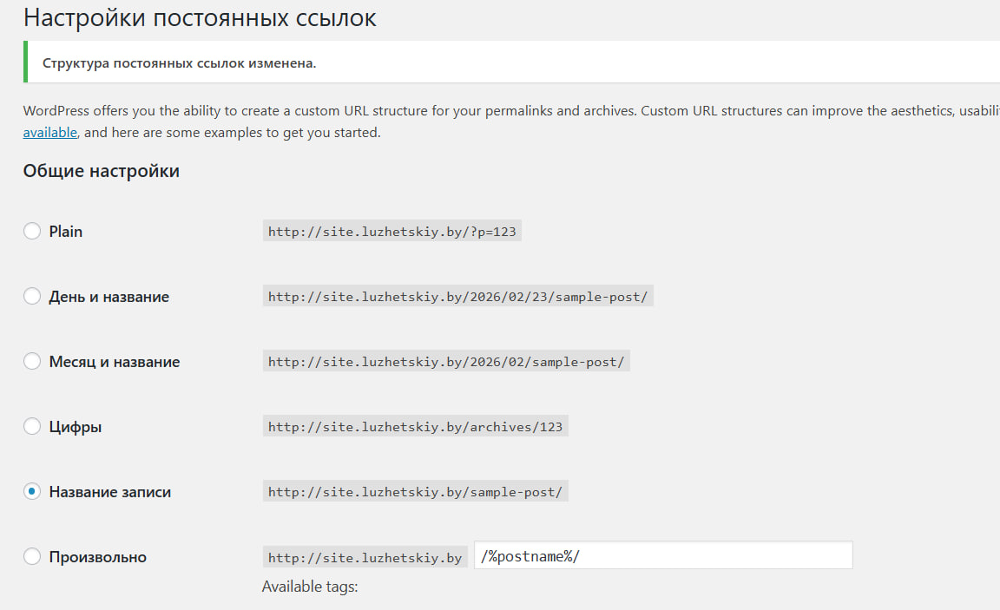 Настройки постоянных ссылок
Структура постоянных ссылок изменена.
WordPress offers you the ability to create a custom URL structure for your permalinks and archives. Custom URL structures can improve the aesthetics,
available, and here are some examples to get you started.
Общие настройки
Plain http://site.luzhetskiy.by/?p=123
День и название http://site.luzhetskiy.by/2026/02/23/sample-post/
Месяц и название http://site.luzhetskiy.by/2026/02/sample-post/
Цифры http://site.luzhetskiy.by/archives/123
Название записи http://site.luzhetskiy.by/sample-post/
Произвольно http://site.luzhetskiy.by /%postname%/
Available tags: